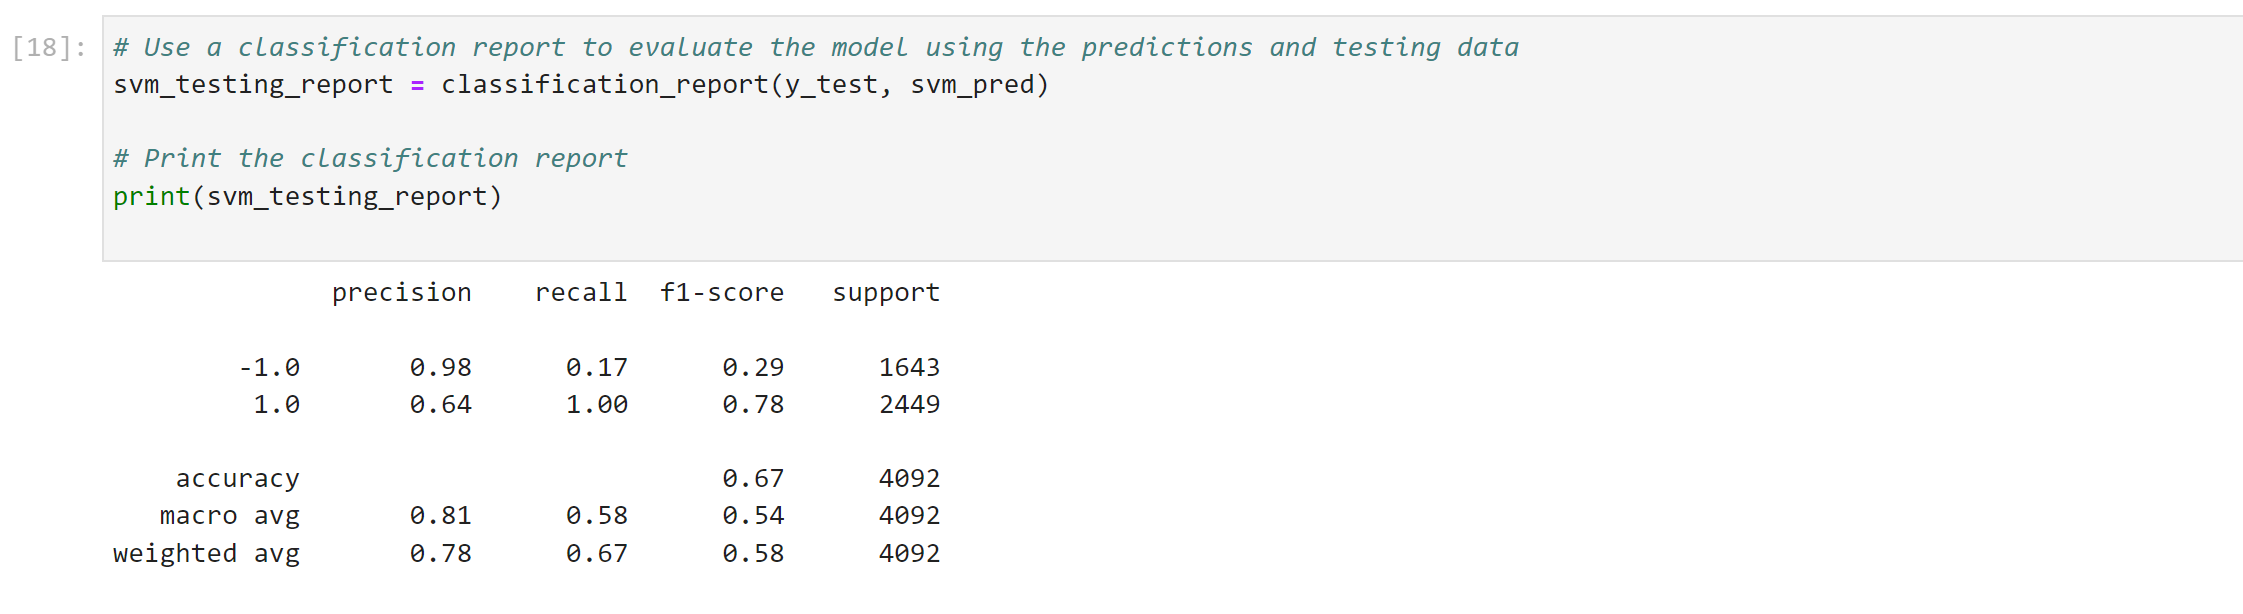 [18]:
# Use a classification report to evaluate the model using the predictions and testing data
svm_testing_report = classification_report(y_test, svm_pred)
# Print the classification report
print(svm_testing_report)
precision recall f1-score support
-1.0 0.98 0.17 0.29 1643
1.0 0.64 1.00 0.78 2449
accuracy 0.67 4092
macro avg 0.81 0.58 0.54 4092
weighted avg 0.78 0.67 0.58 4092